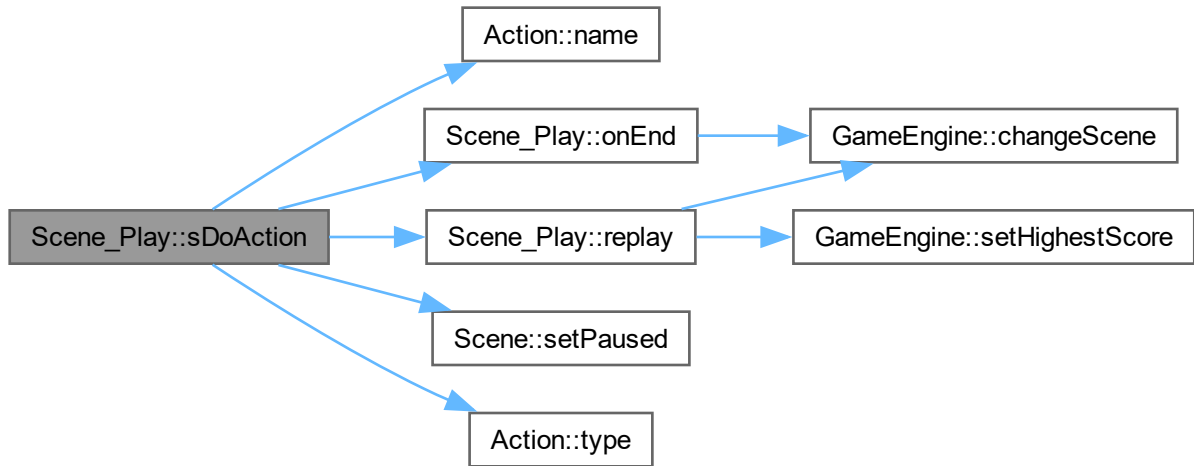 Action::name
Scene_Play::onEnd
GameEngine::changeScene
Scene_Play::sDoAction
Scene_Play::replay
GameEngine::setHighestScore
Scene::setPaused
Action::type